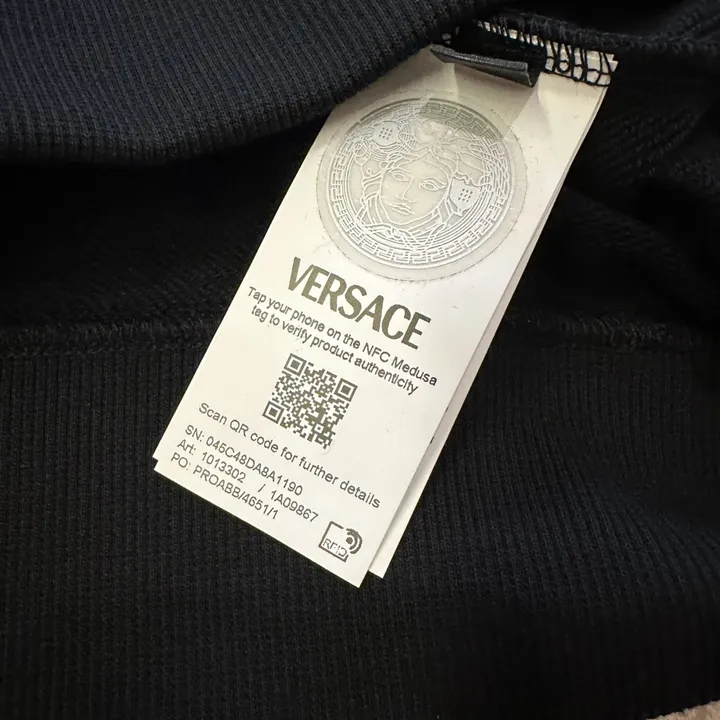 VERSACE
Tap your phone on the NFC Medusa
tag to verify product authenticity
Scan QR code for further details
SN: 045C48DA8A1190
Art: 1013302 / 1A09867
PO: PROABB/4651/1
RFID